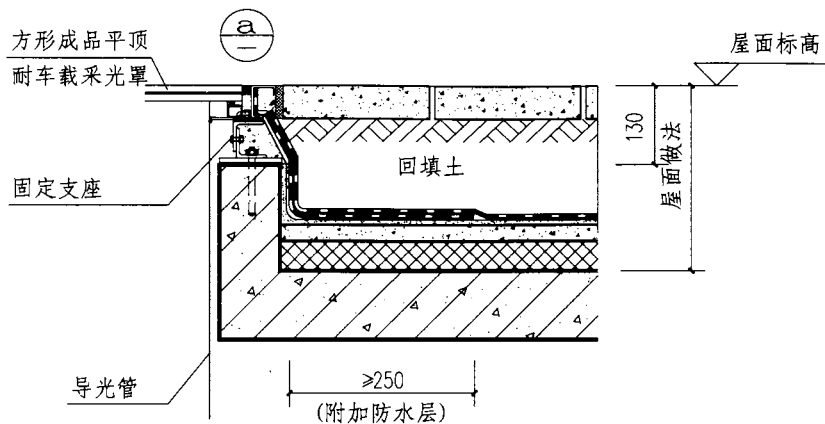 a
方形成品平顶
耐车载采光罩
屋面标高
130
屋面做法
回填土
固定支座
导光管
≥250
(附加防水层)